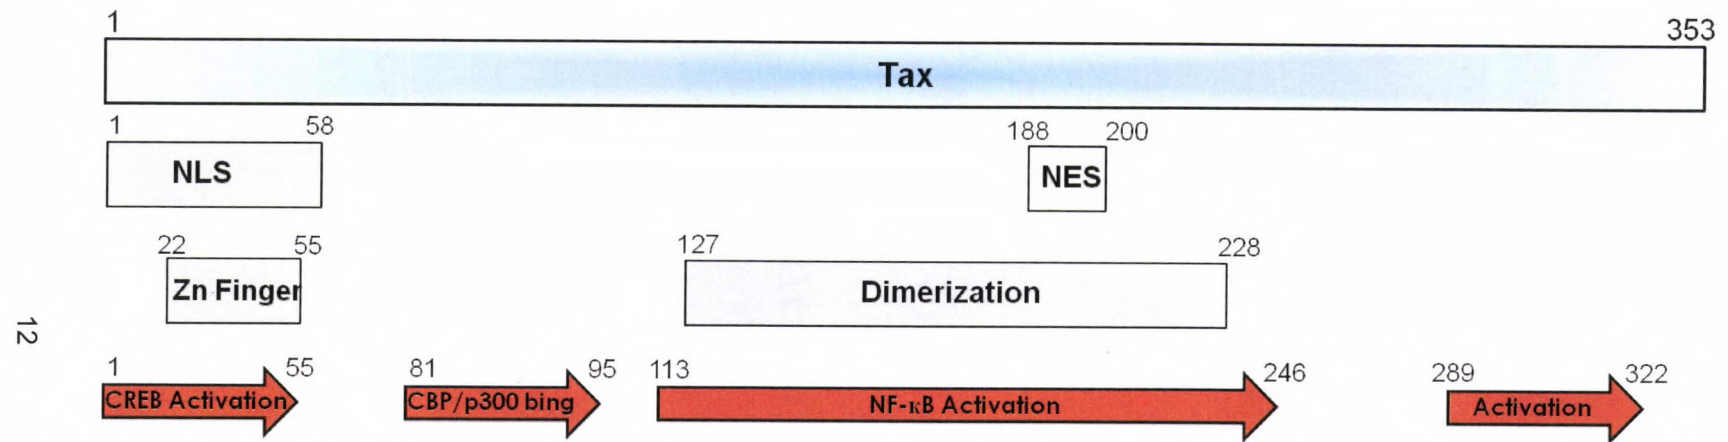 1 353
Tax
1 58 188 200
NLS NES
22 55 127 228
Zn Finger Dimerization
12
1 55 81 95 113 246 289 322
CREB Activation CBP/p300 bing NF-κB Activation Activation